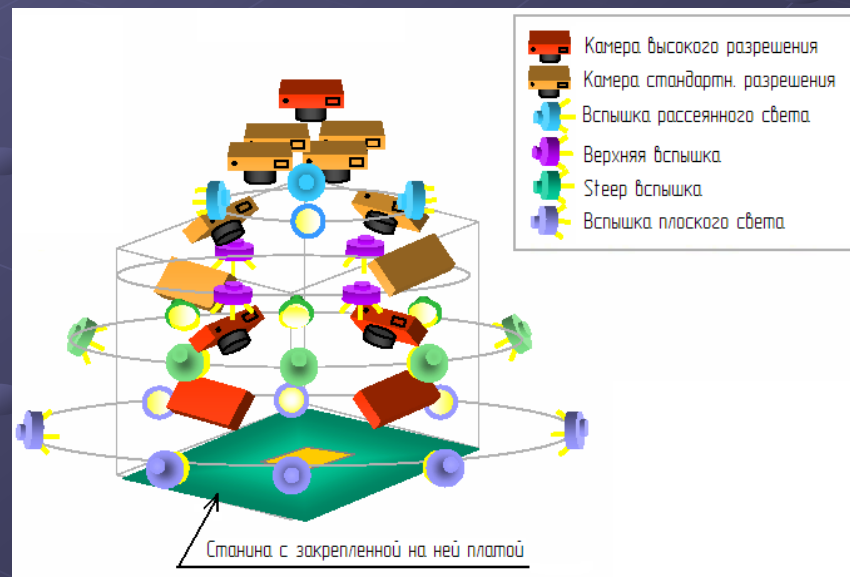 Камера высокого разрешения
Камера стандартн. разрешения
Вспышка рассеянного света
Верхняя вспышка
Steep вспышка
Вспышка плоского света
Станина с закрепленной на ней платой